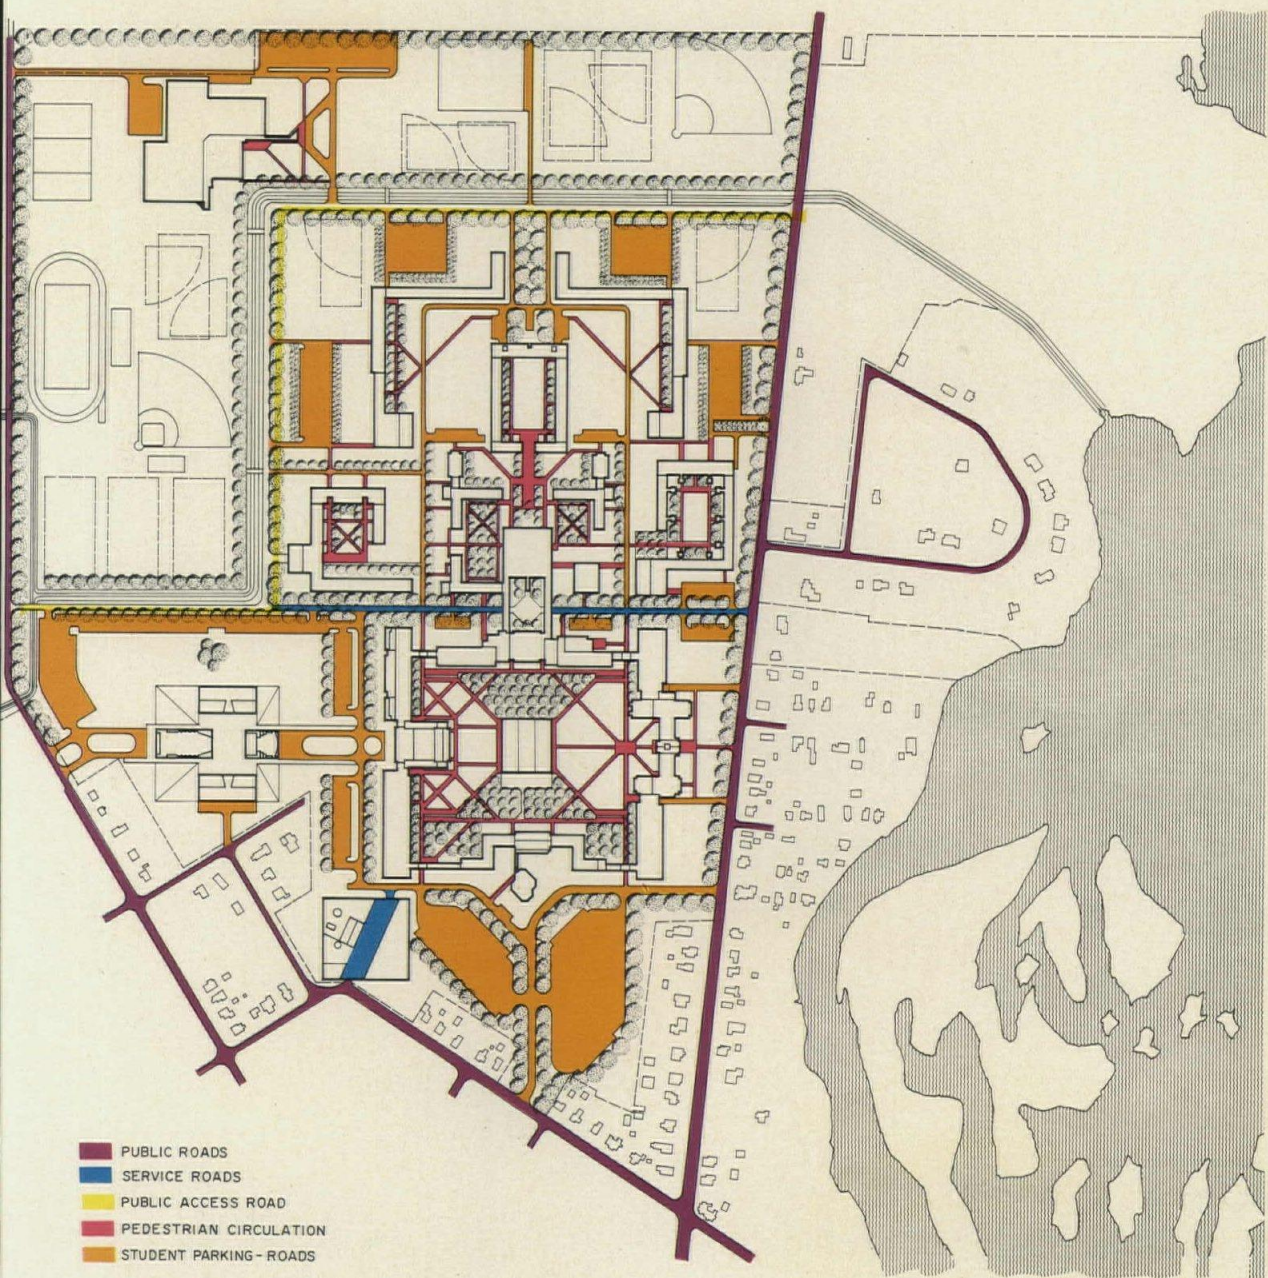 PUBLIC ROADS
SERVICE ROADS
PUBLIC ACCESS ROAD
PEDESTRIAN CIRCULATION
STUDENT PARKING-ROADS